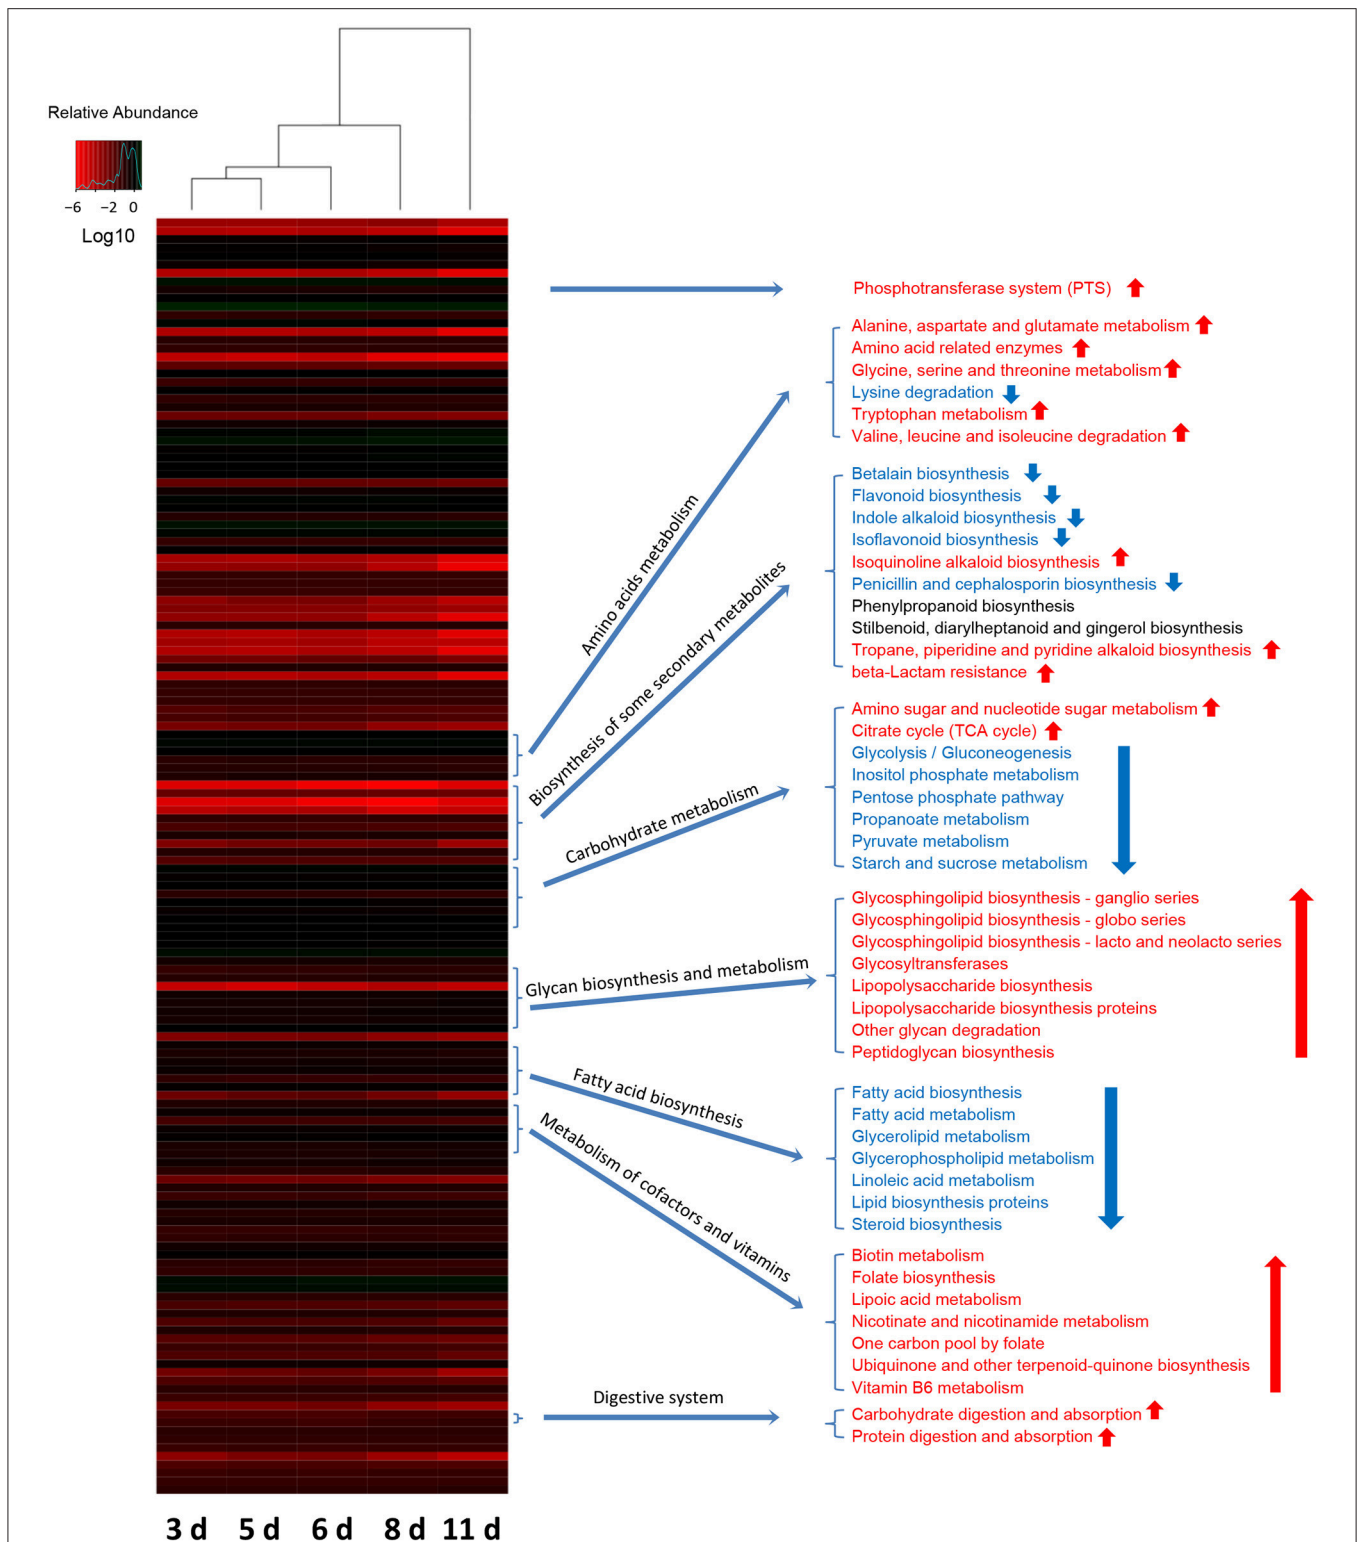 Relative Abundance
−6 −2 0
Log10
Phosphotransferase system (PTS)
Amino acids metabolism
Alanine, aspartate and glutamate metabolism
Amino acid related enzymes
Glycine, serine and threonine metabolism
Lysine degradation
Tryptophan metabolism
Valine, leucine and isoleucine degradation
Biosynthesis of some secondary metabolites
Betalain biosynthesis
Flavonoid biosynthesis
Indole alkaloid biosynthesis
Isoflavonoid biosynthesis
Isoquinoline alkaloid biosynthesis
Penicillin and cephalosporin biosynthesis
Phenylpropanoid biosynthesis
Stilbenoid, diarylheptanoid and gingerol biosynthesis
Tropane, piperidine and pyridine alkaloid biosynthesis
beta-Lactam resistance
Carbohydrate metabolism
Amino sugar and nucleotide sugar metabolism
Citrate cycle (TCA cycle)
Glycolysis / Gluconeogenesis
Inositol phosphate metabolism
Pentose phosphate pathway
Propanoate metabolism
Pyruvate metabolism
Starch and sucrose metabolism
Glycan biosynthesis and metabolism
Glycosphingolipid biosynthesis - ganglio series
Glycosphingolipid biosynthesis - globo series
Glycosphingolipid biosynthesis - lacto and neolacto series
Glycosyltransferases
Lipopolysaccharide biosynthesis
Lipopolysaccharide biosynthesis proteins
Other glycan degradation
Peptidoglycan biosynthesis
Fatty acid biosynthesis
Fatty acid biosynthesis
Fatty acid metabolism
Glycerolipid metabolism
Glycerophospholipid metabolism
Linoleic acid metabolism
Lipid biosynthesis proteins
Steroid biosynthesis
Metabolism of cofactors and vitamins
Biotin metabolism
Folate biosynthesis
Lipoic acid metabolism
Nicotinate and nicotinamide metabolism
One carbon pool by folate
Ubiquinone and other terpenoid-quinone biosynthesis
Vitamin B6 metabolism
Digestive system
Carbohydrate digestion and absorption
Protein digestion and absorption
3 d 5 d 6 d 8 d 11 d